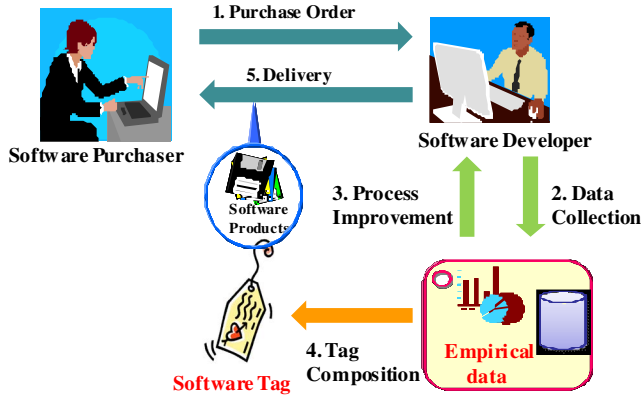 1. Purchase Order
5. Delivery
Software Purchaser
Software Developer
Software
Products
3. Process
Improvement
2. Data
Collection
4. Tag
Composition
Software Tag
Empirical
data